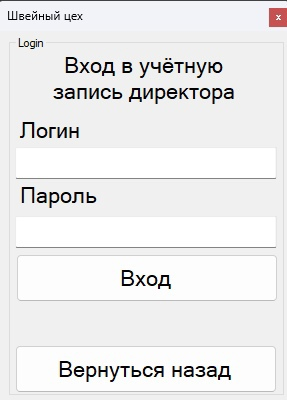 Швейный цех
x
Login
Вход в учётную
запись директора
Логин
Пароль
Вход
Вернуться назад